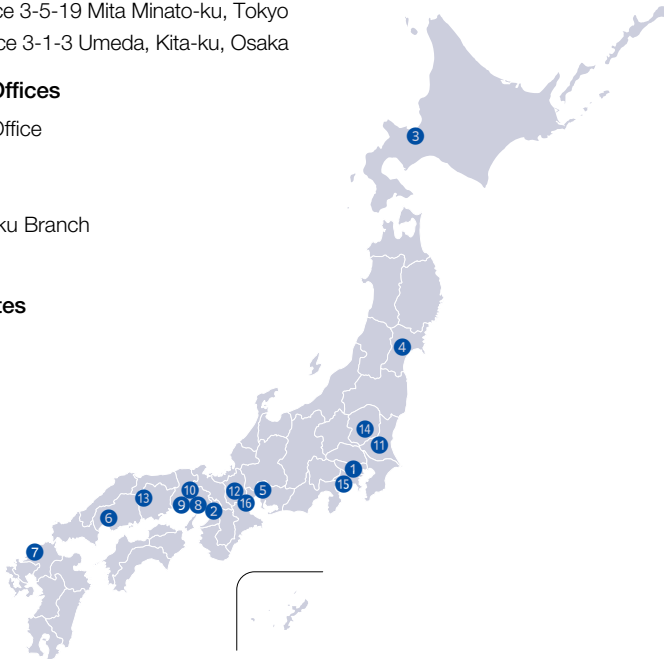 ce 3-5-19 Mita Minato-ku, Tokyo
ce 3-1-3 Umeda, Kita-ku, Osaka
Offices
Office
ku Branch
tes
3
4
14
11
1
15
5
12
16
10
9
8
2
13
6
7